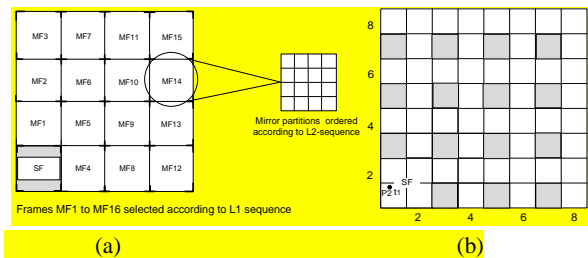 MF3 MF7 MF11 MF15
MF2 MF6 MF10 MF14
MF1 MF5 MF9 MF13
SF MF4 MF8 MF12
Mirror partitions ordered
according to L2-sequence
Frames MF1 to MF16 selected according to L1 sequence
(a)
8
6
4
2
SF
P2 t1
2 4 6 8
(b)